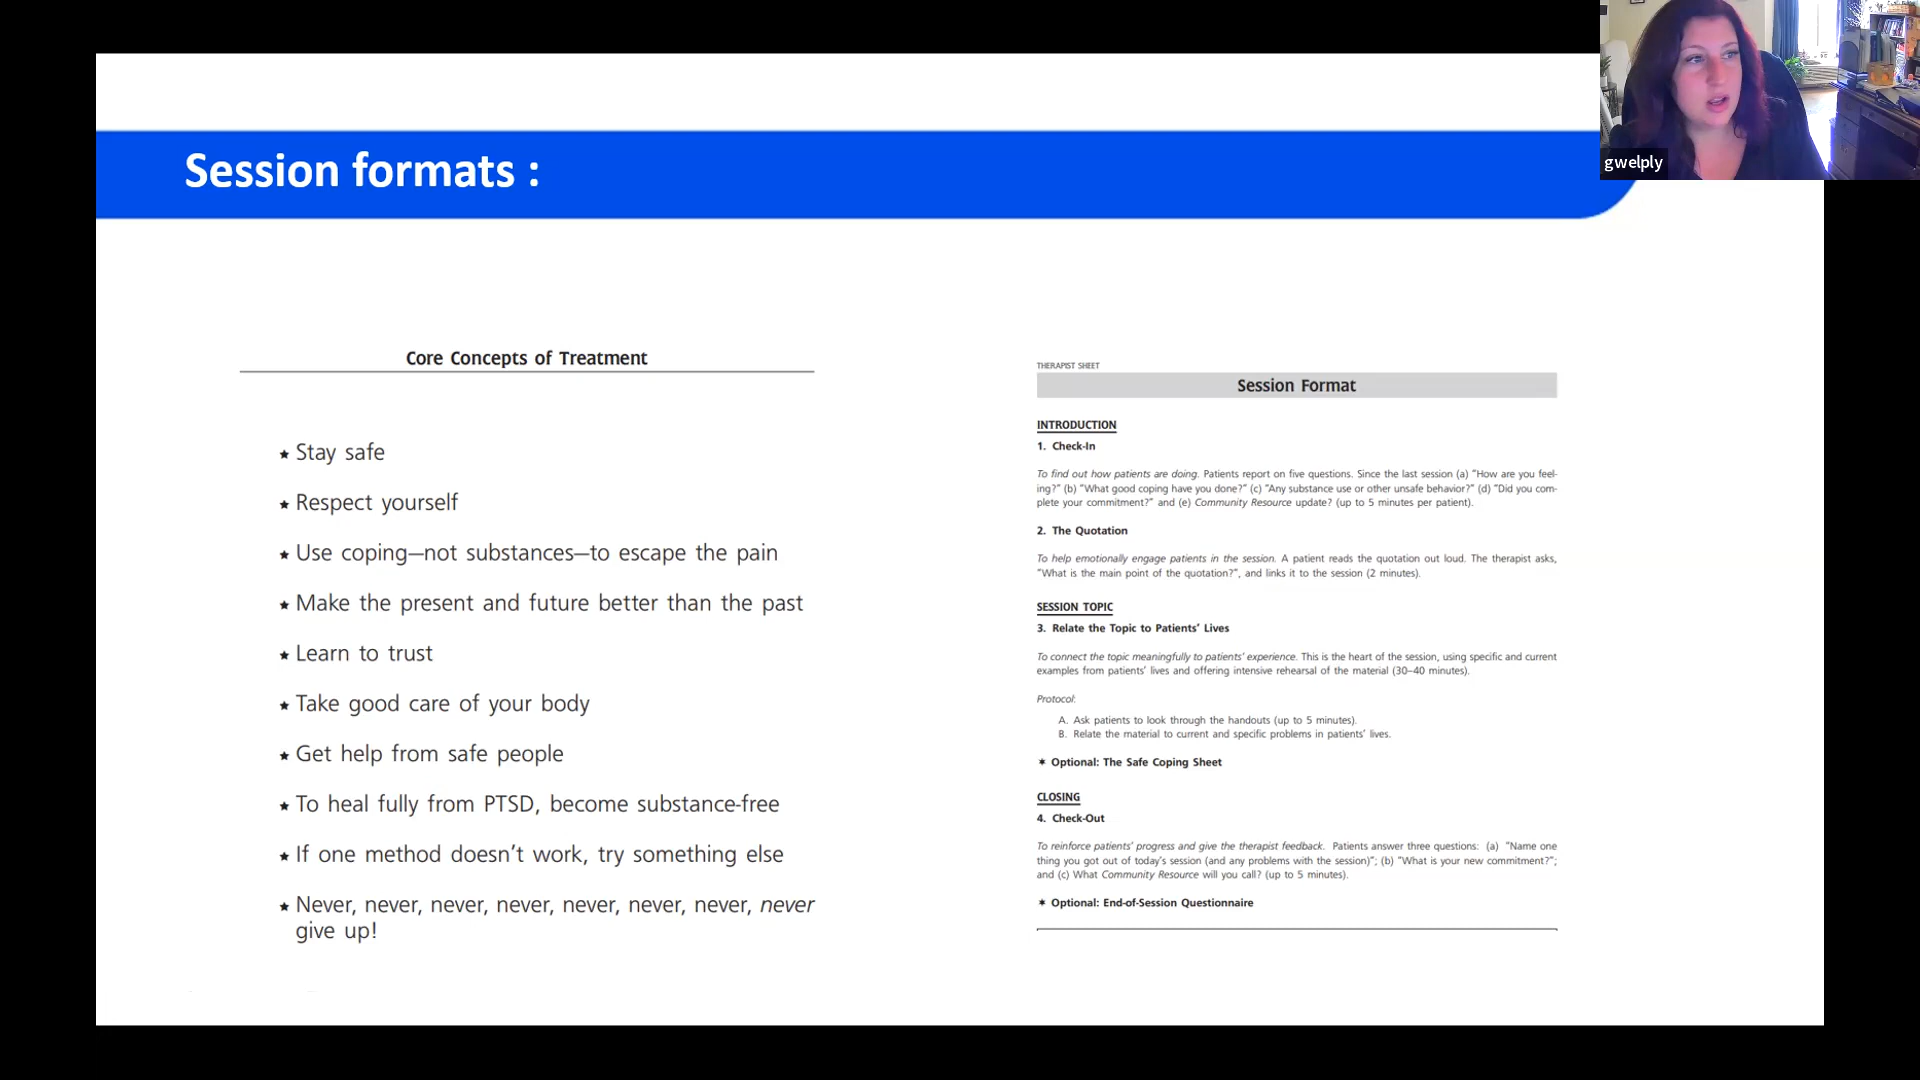 Session formats :
gwelply
Core Concepts of Treatment
★ Stay safe
★ Respect yourself
★ Use coping—not substances—to escape the pain
★ Make the present and future better than the past
★ Learn to trust
★ Take good care of your body
★ Get help from safe people
★ To heal fully from PTSD, become substance-free
★ If one method doesn’t work, try something else
★ Never, never, never, never, never, never, never, never
give up!
THERAPIST SHEET
Session Format
INTRODUCTION
1. Check-In
To find out how patients are doing. Patients report on five questions. Since the last session (a) “How are you feel-
ing?” (b) “What good coping have you done?” (c) “Any substance use or other unsafe behavior?” (d) “Did you com-
plete your commitment?” and (e) Community Resource update? (up to 5 minutes per patient).
2. The Quotation
To help emotionally engage patients in the session. A patient reads the quotation out loud. The therapist asks,
“What is the main point of the quotation?”, and links it to the session (2 minutes).
SESSION TOPIC
3. Relate the Topic to Patients’ Lives
To connect the topic meaningfully to patients’ experience. This is the heart of the session, using specific and current
examples from patients’ lives and offering intensive rehearsal of the material (30–40 minutes).
Protocol:
A. Ask patients to look through the handouts (up to 5 minutes).
B. Relate the material to current and specific problems in patients’ lives.
✶ Optional: The Safe Coping Sheet
CLOSING
4. Check-Out
To reinforce patients’ progress and give the therapist feedback. Patients answer three questions: (a) “Name one
thing you got out of today’s session (and any problems with the session)”; (b) “What is your new commitment?”;
and (c) What Community Resource will you call? (up to 5 minutes).
✶ Optional: End-of-Session Questionnaire